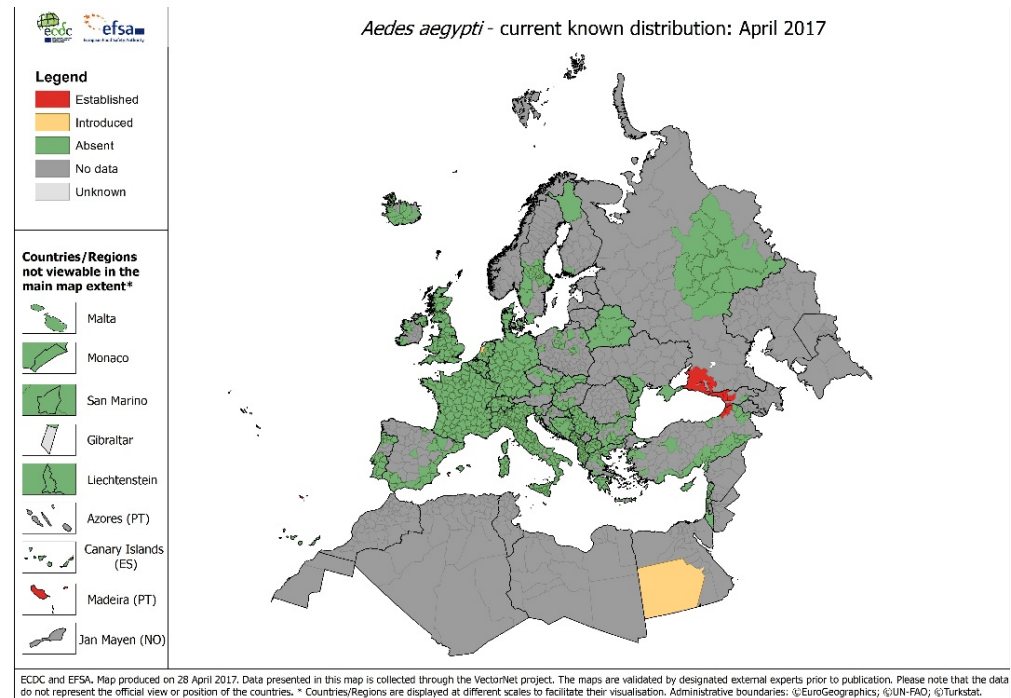 ecdc
efsa
European Food Safety Authority
Aedes aegypti - current known distribution: April 2017
Legend
Established
Introduced
Absent
No data
Unknown
Countries/Regions
not viewable in the
main map extent*
Malta
Monaco
San Marino
Gibraltar
Liechtenstein
Azores (PT)
Canary Islands
(ES)
Madeira (PT)
Jan Mayen (NO)
ECDC and EFSA. Map produced on 28 April 2017. Data presented in this map is collected through the VectorNet project. The maps are validated by designated external experts prior to publication. Please note that the data
do not represent the official view or position of the countries. * Countries/Regions are displayed at different scales to facilitate their visualisation. Administrative boundaries: ©EuroGeographics; ©UN-FAO; ©Turkstat.